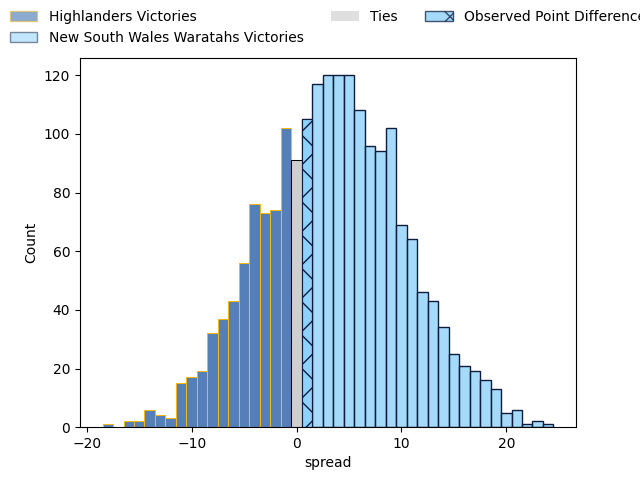 Highlanders Victories
New South Wales Waratahs Victories
Ties
Observed Point Difference
120
100
80
60
40
20
0
Count
−20
−10
0
10
20
spread